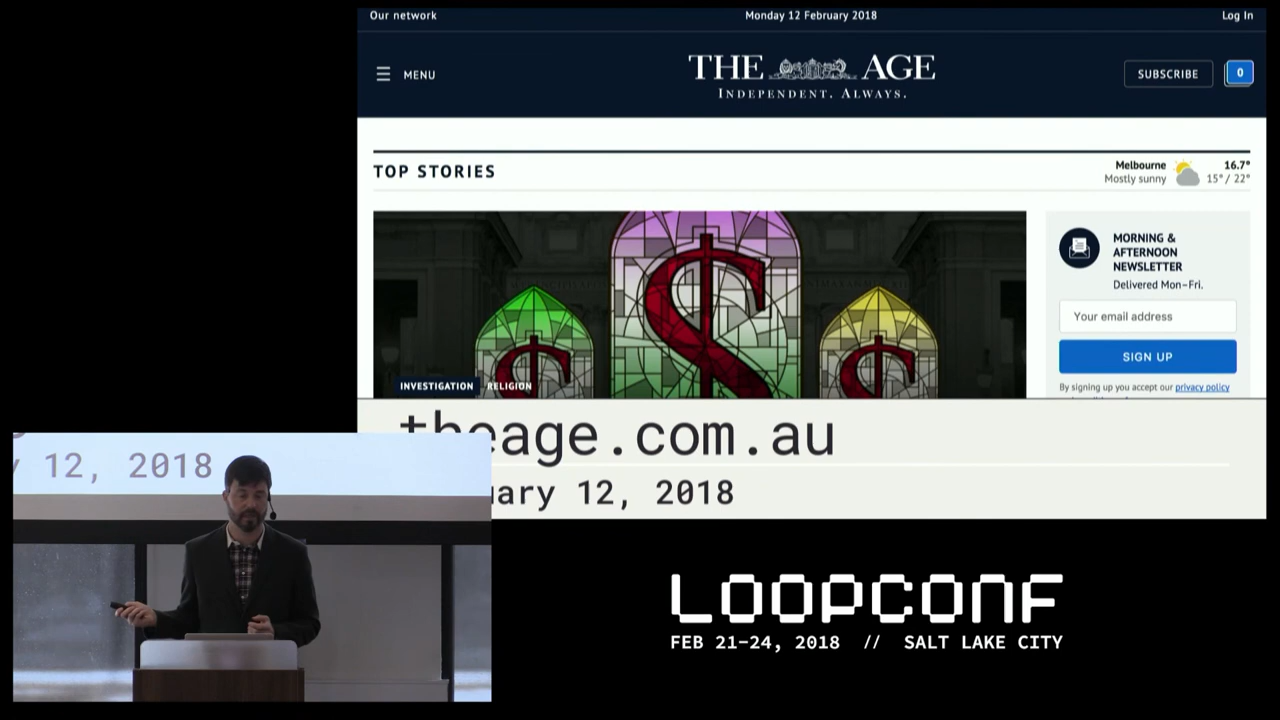 Our network
Monday 12 February 2018
Log In
MENU
THE AGE
INDEPENDENT. ALWAYS.
SUBSCRIBE
0
TOP STORIES
Melbourne
Mostly sunny
16.7°
15° / 22°
MORNING &
AFTERNOON
NEWSLETTER
Delivered Mon–Fri.
Your email address
SIGN UP
By signing up you accept our privacy policy
INVESTIGATION RELIGION
theage.com.au
uary 12, 2018
12, 2018
LOOPCONF
FEB 21–24, 2018 // SALT LAKE CITY